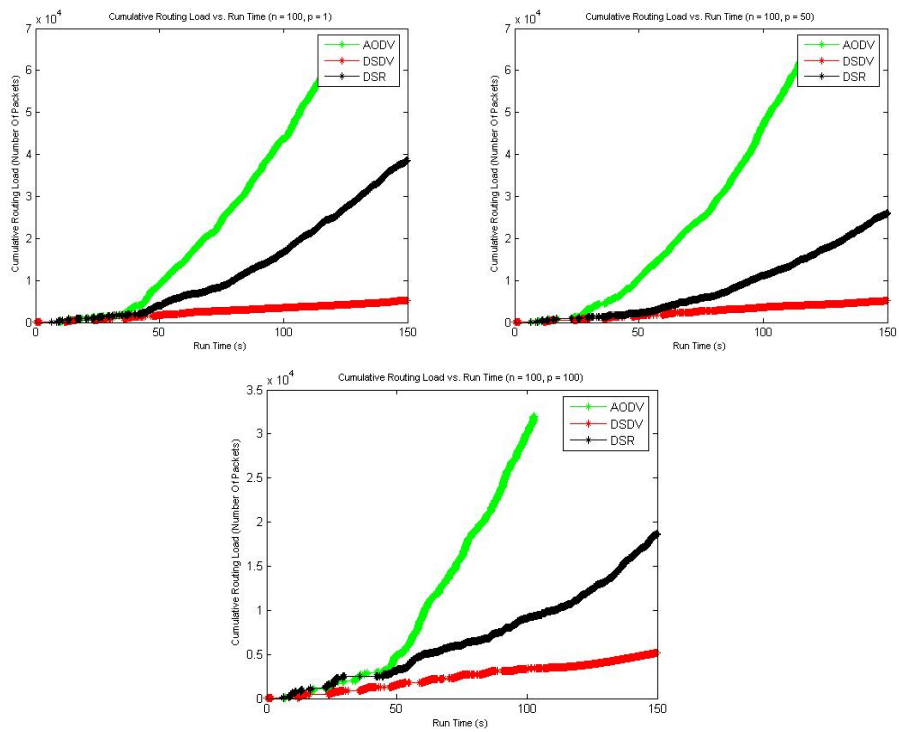 Cumulative Routing Load vs. Run Time (n = 100, p = 1)
x 10^4
7
6
5
4
3
2
1
0
Cumulative Routing Load (Number Of Packets)
0 50 100 150
Run Time (s)
AODV
DSDV
DSR
Cumulative Routing Load vs. Run Time (n = 100, p = 50)
x 10^4
7
6
5
4
3
2
1
0
Cumulative Routing Load (Number Of Packets)
0 50 100 150
Run Time (s)
AODV
DSDV
DSR
Cumulative Routing Load vs. Run Time (n = 100, p = 100)
x 10^4
3.5
3
2.5
2
1.5
1
0.5
0
Cumulative Routing Load (Number Of Packets)
0 50 100 150
Run Time (s)
AODV
DSDV
DSR